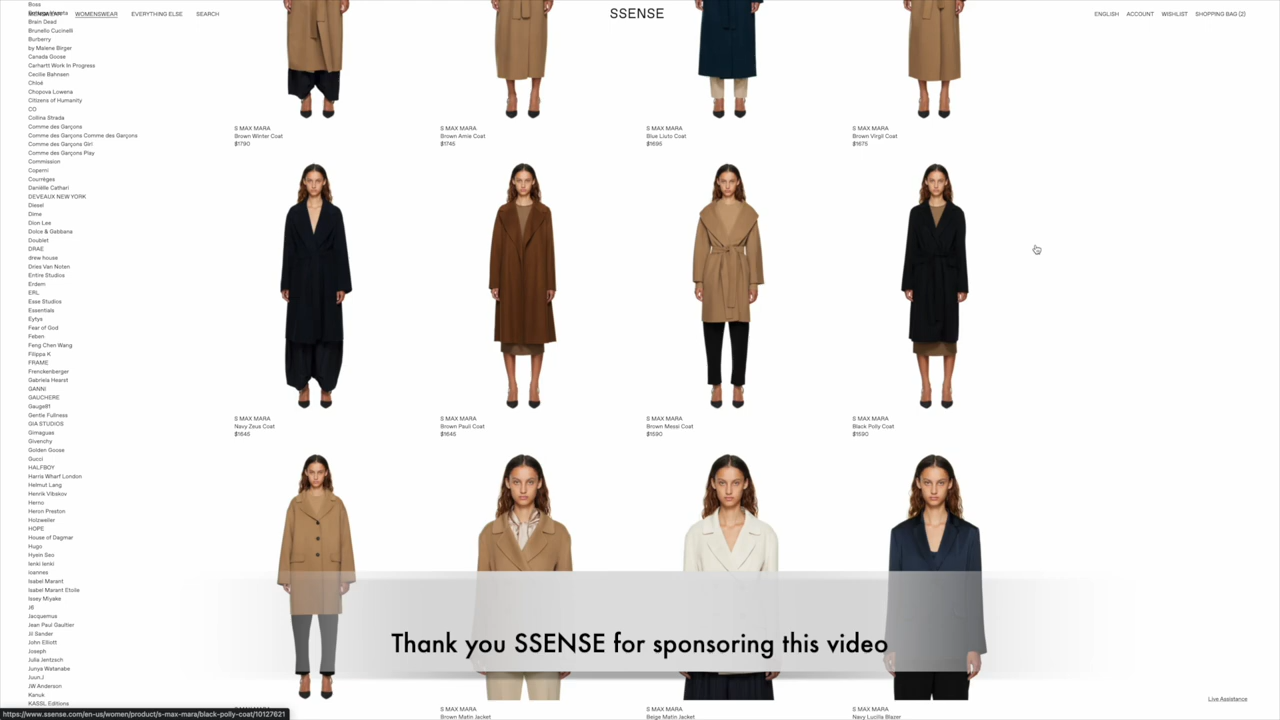 Boss
MENSWEAR
WOMENSWEAR
EVERYTHING ELSE
SEARCH
SSENSE
ENGLISH
ACCOUNT
WISHLIST
SHOPPING BAG (2)
Brain Dead
Brunello Cucinelli
Burberry
by Malene Birger
Canada Goose
Carhartt Work In Progress
Cecilie Bahnsen
Chloé
Chopova Lowena
Citizens of Humanity
CO
Collina Strada
Comme des Garçons
Comme des Garçons Comme des Garçons
Comme des Garçons Girl
Comme des Garçons Play
Commission
Coperni
Courrèges
Daniëlle Cathari
DEVEAUX NEW YORK
Diesel
Dime
Dion Lee
Dolce & Gabbana
Doublet
DRAE
drew house
Dries Van Noten
Entire Studios
Erdem
ERL
Esse Studios
Essentials
Eytys
Fear of God
Feben
Feng Chen Wang
Filippa K
FRAME
Frenckenberger
Gabriela Hearst
GANNI
GAUCHERE
Gauge81
Gentle Fullness
GIA STUDIOS
Gimaguas
Givenchy
Golden Goose
Gucci
HALFBOY
Harris Wharf London
Helmut Lang
Henrik Vibskov
Herno
Heron Preston
Holzweiler
HOPE
House of Dagmar
Hugo
Hyein Seo
Ienki Ienki
ioannes
Isabel Marant
Isabel Marant Etoile
Issey Miyake
J6
Jacquemus
Jean Paul Gaultier
Jil Sander
John Elliott
Joseph
Julia Jentzsch
Junya Watanabe
Juun.J
JW Anderson
Kanuk
KASSL Editions
S MAX MARA
Brown Winter Coat
$1790
S MAX MARA
Brown Amie Coat
$1745
S MAX MARA
Blue Liuto Coat
$1695
S MAX MARA
Brown Virgil Coat
$1675
S MAX MARA
Navy Zeus Coat
$1645
S MAX MARA
Brown Pauli Coat
$1645
S MAX MARA
Brown Messi Coat
$1590
S MAX MARA
Black Polly Coat
$1590
Thank you SSENSE for sponsoring this video
Live Assistance
S MAX MARA
Brown Matin Jacket
S MAX MARA
Beige Matin Jacket
S MAX MARA
Navy Lucilla Blazer
https://www.ssense.com/en-us/women/product/s-max-mara/black-polly-coat/10127621